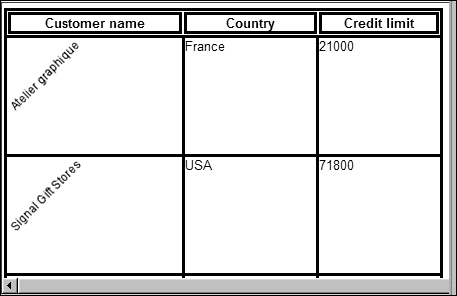 Customer name Country Credit limit
Atelier graphique France 21000
Signal Gift Stores USA 71800